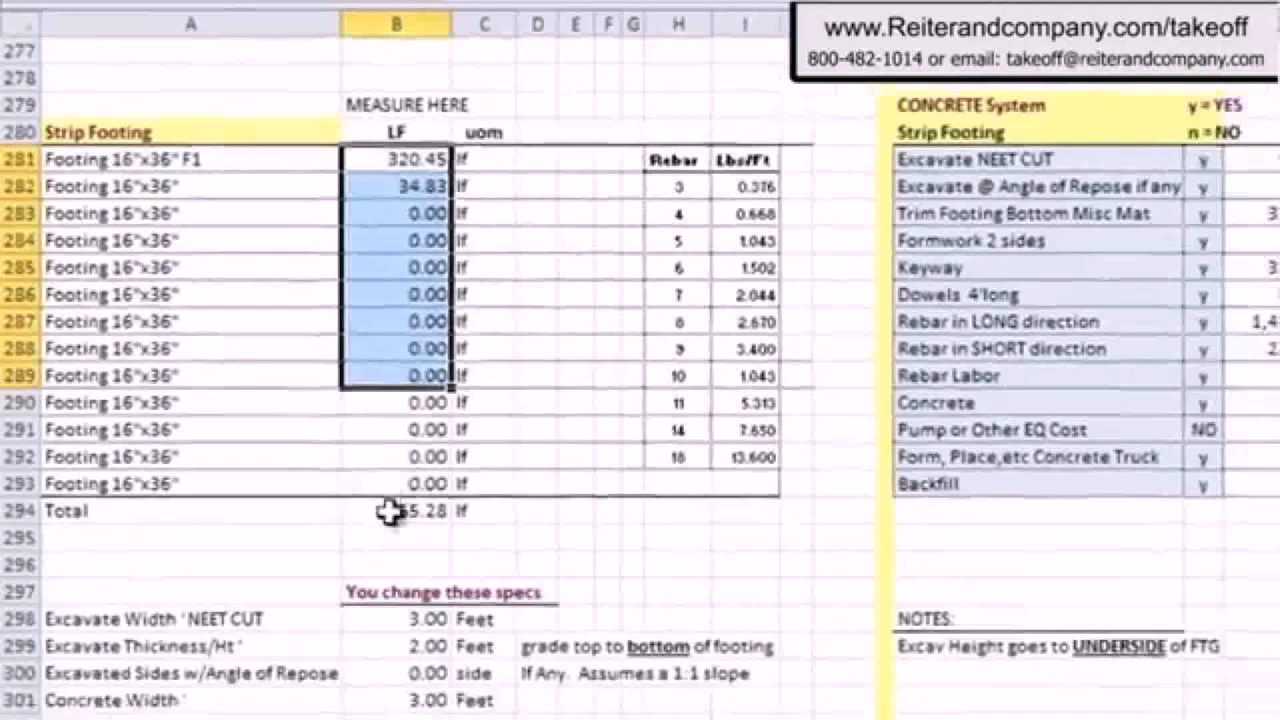 A B C D E F G H I
www.Reiterandcompany.com/takeoff
800-482-1014 or email: takeoff@reiterandcompany.com
277
278
279 MEASURE HERE CONCRETE System y = YES
280 Strip Footing LF uom Strip Footing n = NO
281 Footing 16"x36" F1 320.45 lf Rebar Lbs/Ft Excavate NEET CUT y
282 Footing 16"x36" 34.83 lf 3 0.376 Excavate @ Angle of Repose if any y
283 Footing 16"x36" 0.00 lf 4 0.668 Trim Footing Bottom Misc Mat y 3
284 Footing 16"x36" 0.00 lf 5 1.043 Formwork 2 sides y
285 Footing 16"x36" 0.00 lf 6 1.502 Keyway y 3
286 Footing 16"x36" 0.00 lf 7 2.044 Dowels 4'long y
287 Footing 16"x36" 0.00 lf 8 2.670 Rebar in LONG direction y 1,4
288 Footing 16"x36" 0.00 lf 9 3.400 Rebar in SHORT direction y 2
289 Footing 16"x36" 0.00 lf 10 1.043 Rebar Labor y
290 Footing 16"x36" 0.00 lf 11 5.313 Concrete y
291 Footing 16"x36" 0.00 lf 14 7.650 Pump or Other EQ Cost NO
292 Footing 16"x36" 0.00 lf 18 13.600 Form, Place,etc Concrete Truck y
293 Footing 16"x36" 0.00 lf Backfill y
294 Total 5.28 lf
295
296
297 You change these specs
298 Excavate Width ' NEET CUT 3.00 Feet NOTES:
299 Excavate Thickness/Ht ' 2.00 Feet grade top to bottom of footing Excav Height goes to UNDERSIDE of FTG
300 Excavated Sides w/Angle of Repose 0.00 side If Any. Assumes a 1:1 slope
301 Concrete Width ' 3.00 Feet